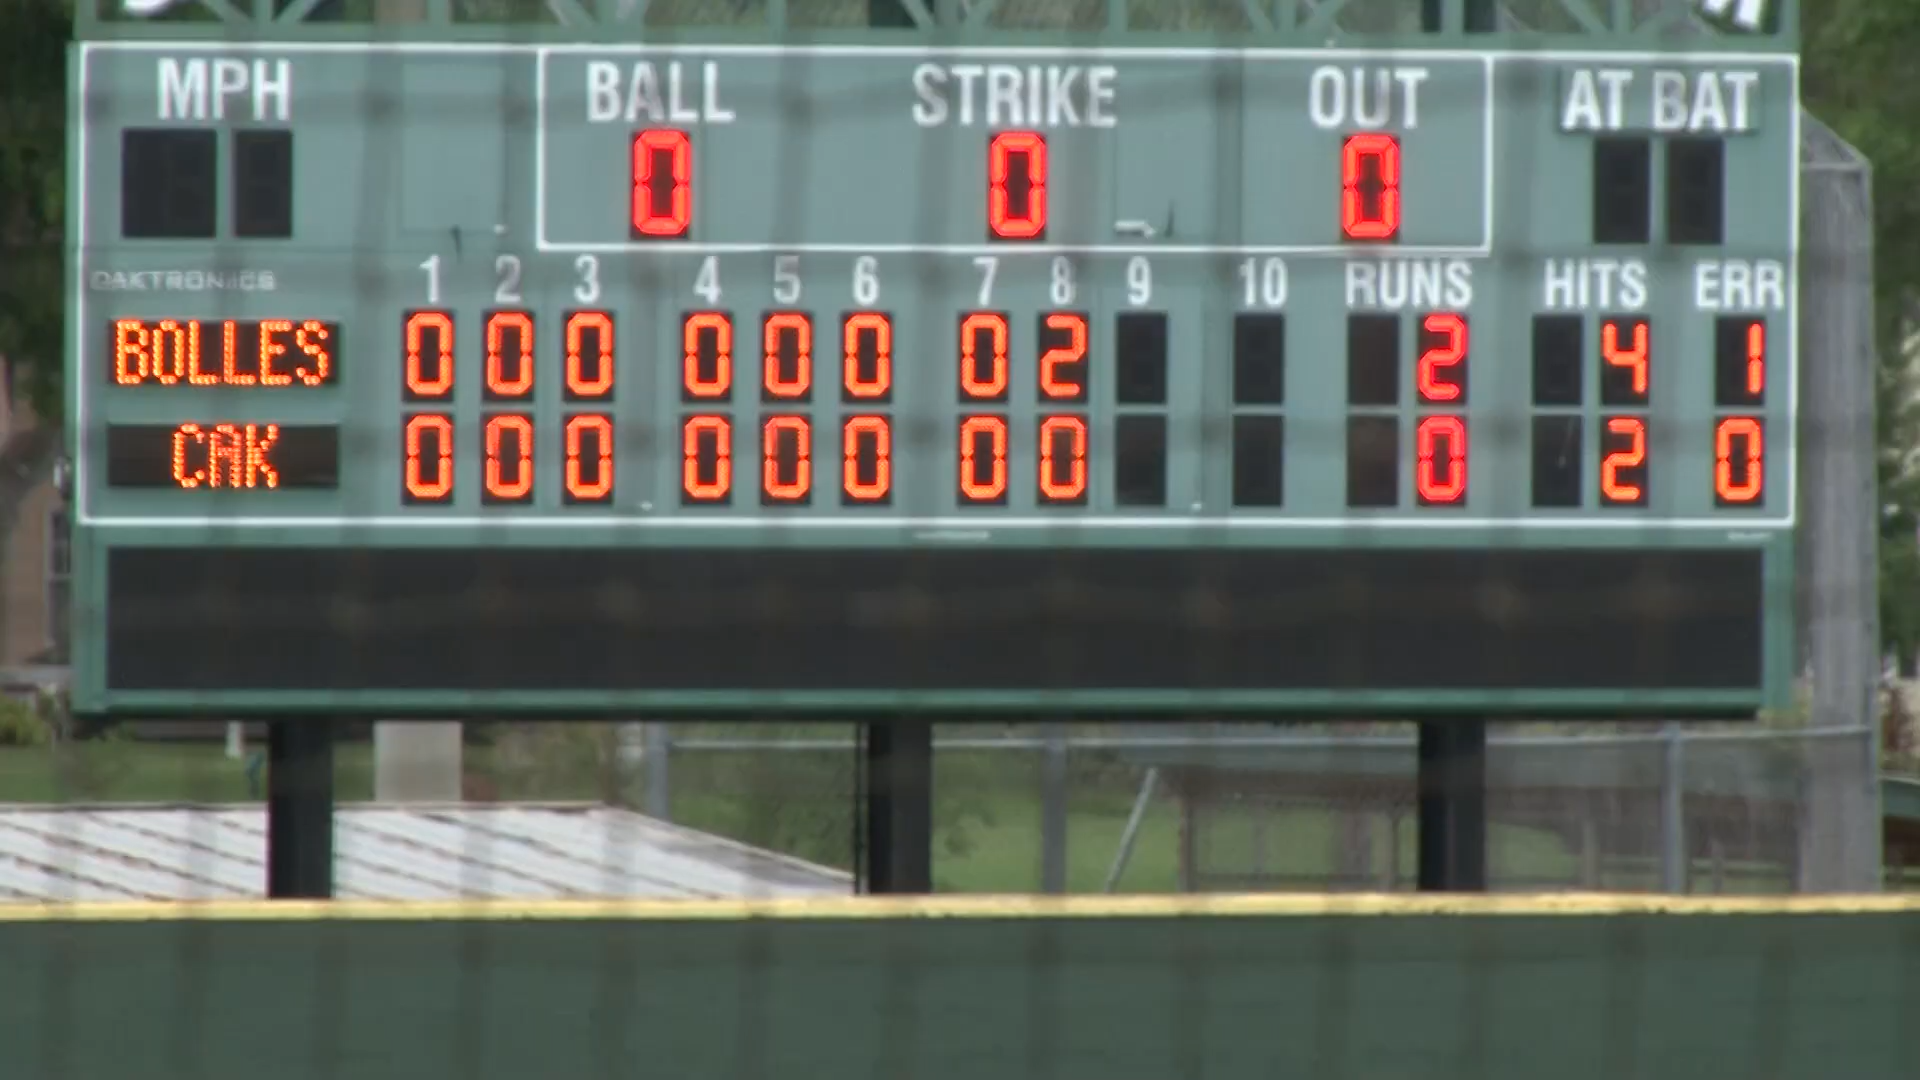 MPH BALL STRIKE OUT AT BAT
0 0 0
DAKTRONICS 1 2 3 4 5 6 7 8 9 10 RUNS HITS ERR
BOLLES 0 0 0 0 0 0 0 2 2 4 1
CAK 0 0 0 0 0 0 0 0 0 2 0